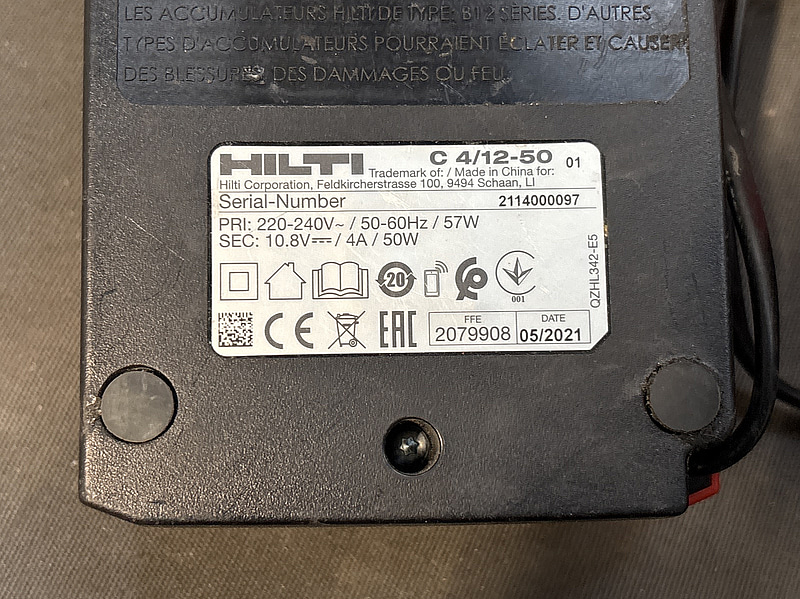 LES ACCUMULATEURS HILTI DE TYPE: B12 SERIES. D'AUTRES
TYPES D'ACCUMULATEURS POURRAIENT ÉCLATER ET CAUSER
DES BLESSURES, DES DAMMAGES OU FEU.
HILTI C 4/12-50 01
Trademark of: / Made in China for:
Hilti Corporation, Feldkircherstrasse 100, 9494 Schaan, LI
Serial-Number 2114000097
PRI: 220-240V~ / 50-60Hz / 57W
SEC: 10.8V⎓ / 4A / 50W
20
001
QZHL342-E5
CE
EAC
FFE
2079908
DATE
05/2021